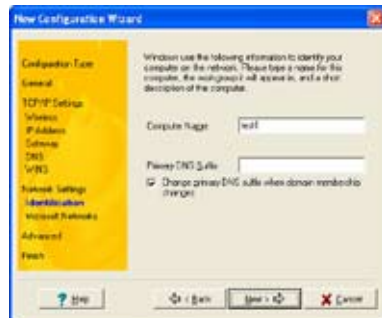 New Configuration Wizard
Configuration Type
General
TCP/IP Settings
Wireless
IP Address
Gateway
DNS
WINS
Network Settings
Identification
Microsoft Networks
Advanced
Finish
Windows use the following information to identify your
computer on the network. Please type a name for this
computer, the workgroup it will appear in, and a short
description of the computer.
Computer Name:
Primary DNS Suffix
Change primary DNS suffix when domain membership
changes
Help
< Back
Next >
Cancel